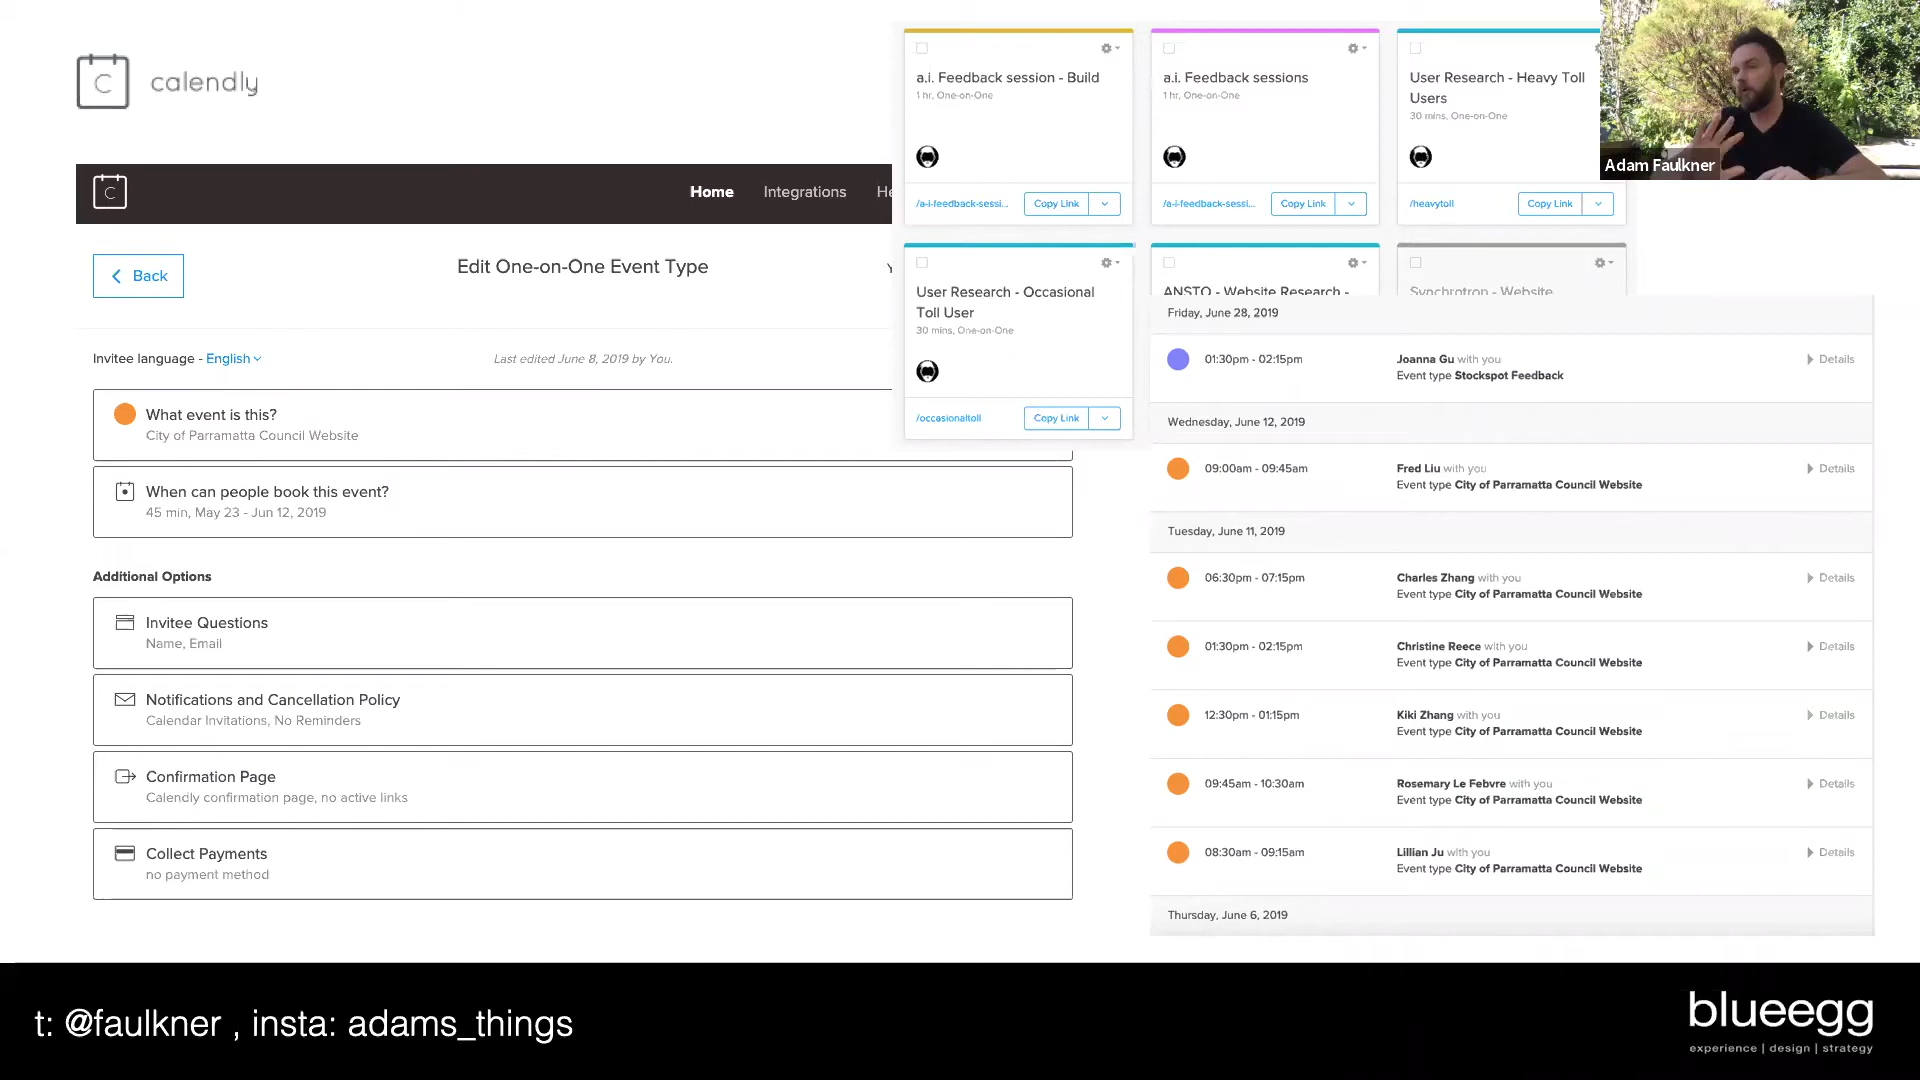 C calendly
C
Home Integrations He
Back
Edit One-on-One Event Type
Y
Invitee language - English
Last edited June 8, 2019 by You.
What event is this?
City of Parramatta Council Website
When can people book this event?
45 min, May 23 - Jun 12, 2019
Additional Options
Invitee Questions
Name, Email
Notifications and Cancellation Policy
Calendar Invitations, No Reminders
Confirmation Page
Calendly confirmation page, no active links
Collect Payments
no payment method
a.i. Feedback session - Build
1 hr, One-on-One
/a-i-feedback-sessi...
Copy Link
a.i. Feedback sessions
1 hr, One-on-One
/a-i-feedback-sessi...
Copy Link
User Research - Heavy Toll
Users
30 mins, One-on-One
/heavytoll
Copy Link
User Research - Occasional
Toll User
30 mins, One-on-One
/occasionaltoll
Copy Link
ANSTO - Website Research -
Synchrotron - Website
Adam Faulkner
Friday, June 28, 2019
01:30pm - 02:15pm
Joanna Gu with you
Event type Stockspot Feedback
Details
Wednesday, June 12, 2019
09:00am - 09:45am
Fred Liu with you
Event type City of Parramatta Council Website
Details
Tuesday, June 11, 2019
06:30pm - 07:15pm
Charles Zhang with you
Event type City of Parramatta Council Website
Details
01:30pm - 02:15pm
Christine Reece with you
Event type City of Parramatta Council Website
Details
12:30pm - 01:15pm
Kiki Zhang with you
Event type City of Parramatta Council Website
Details
09:45am - 10:30am
Rosemary Le Febvre with you
Event type City of Parramatta Council Website
Details
08:30am - 09:15am
Lillian Ju with you
Event type City of Parramatta Council Website
Details
Thursday, June 6, 2019
t: @faulkner , insta: adams_things
blueegg
experience | design | strategy